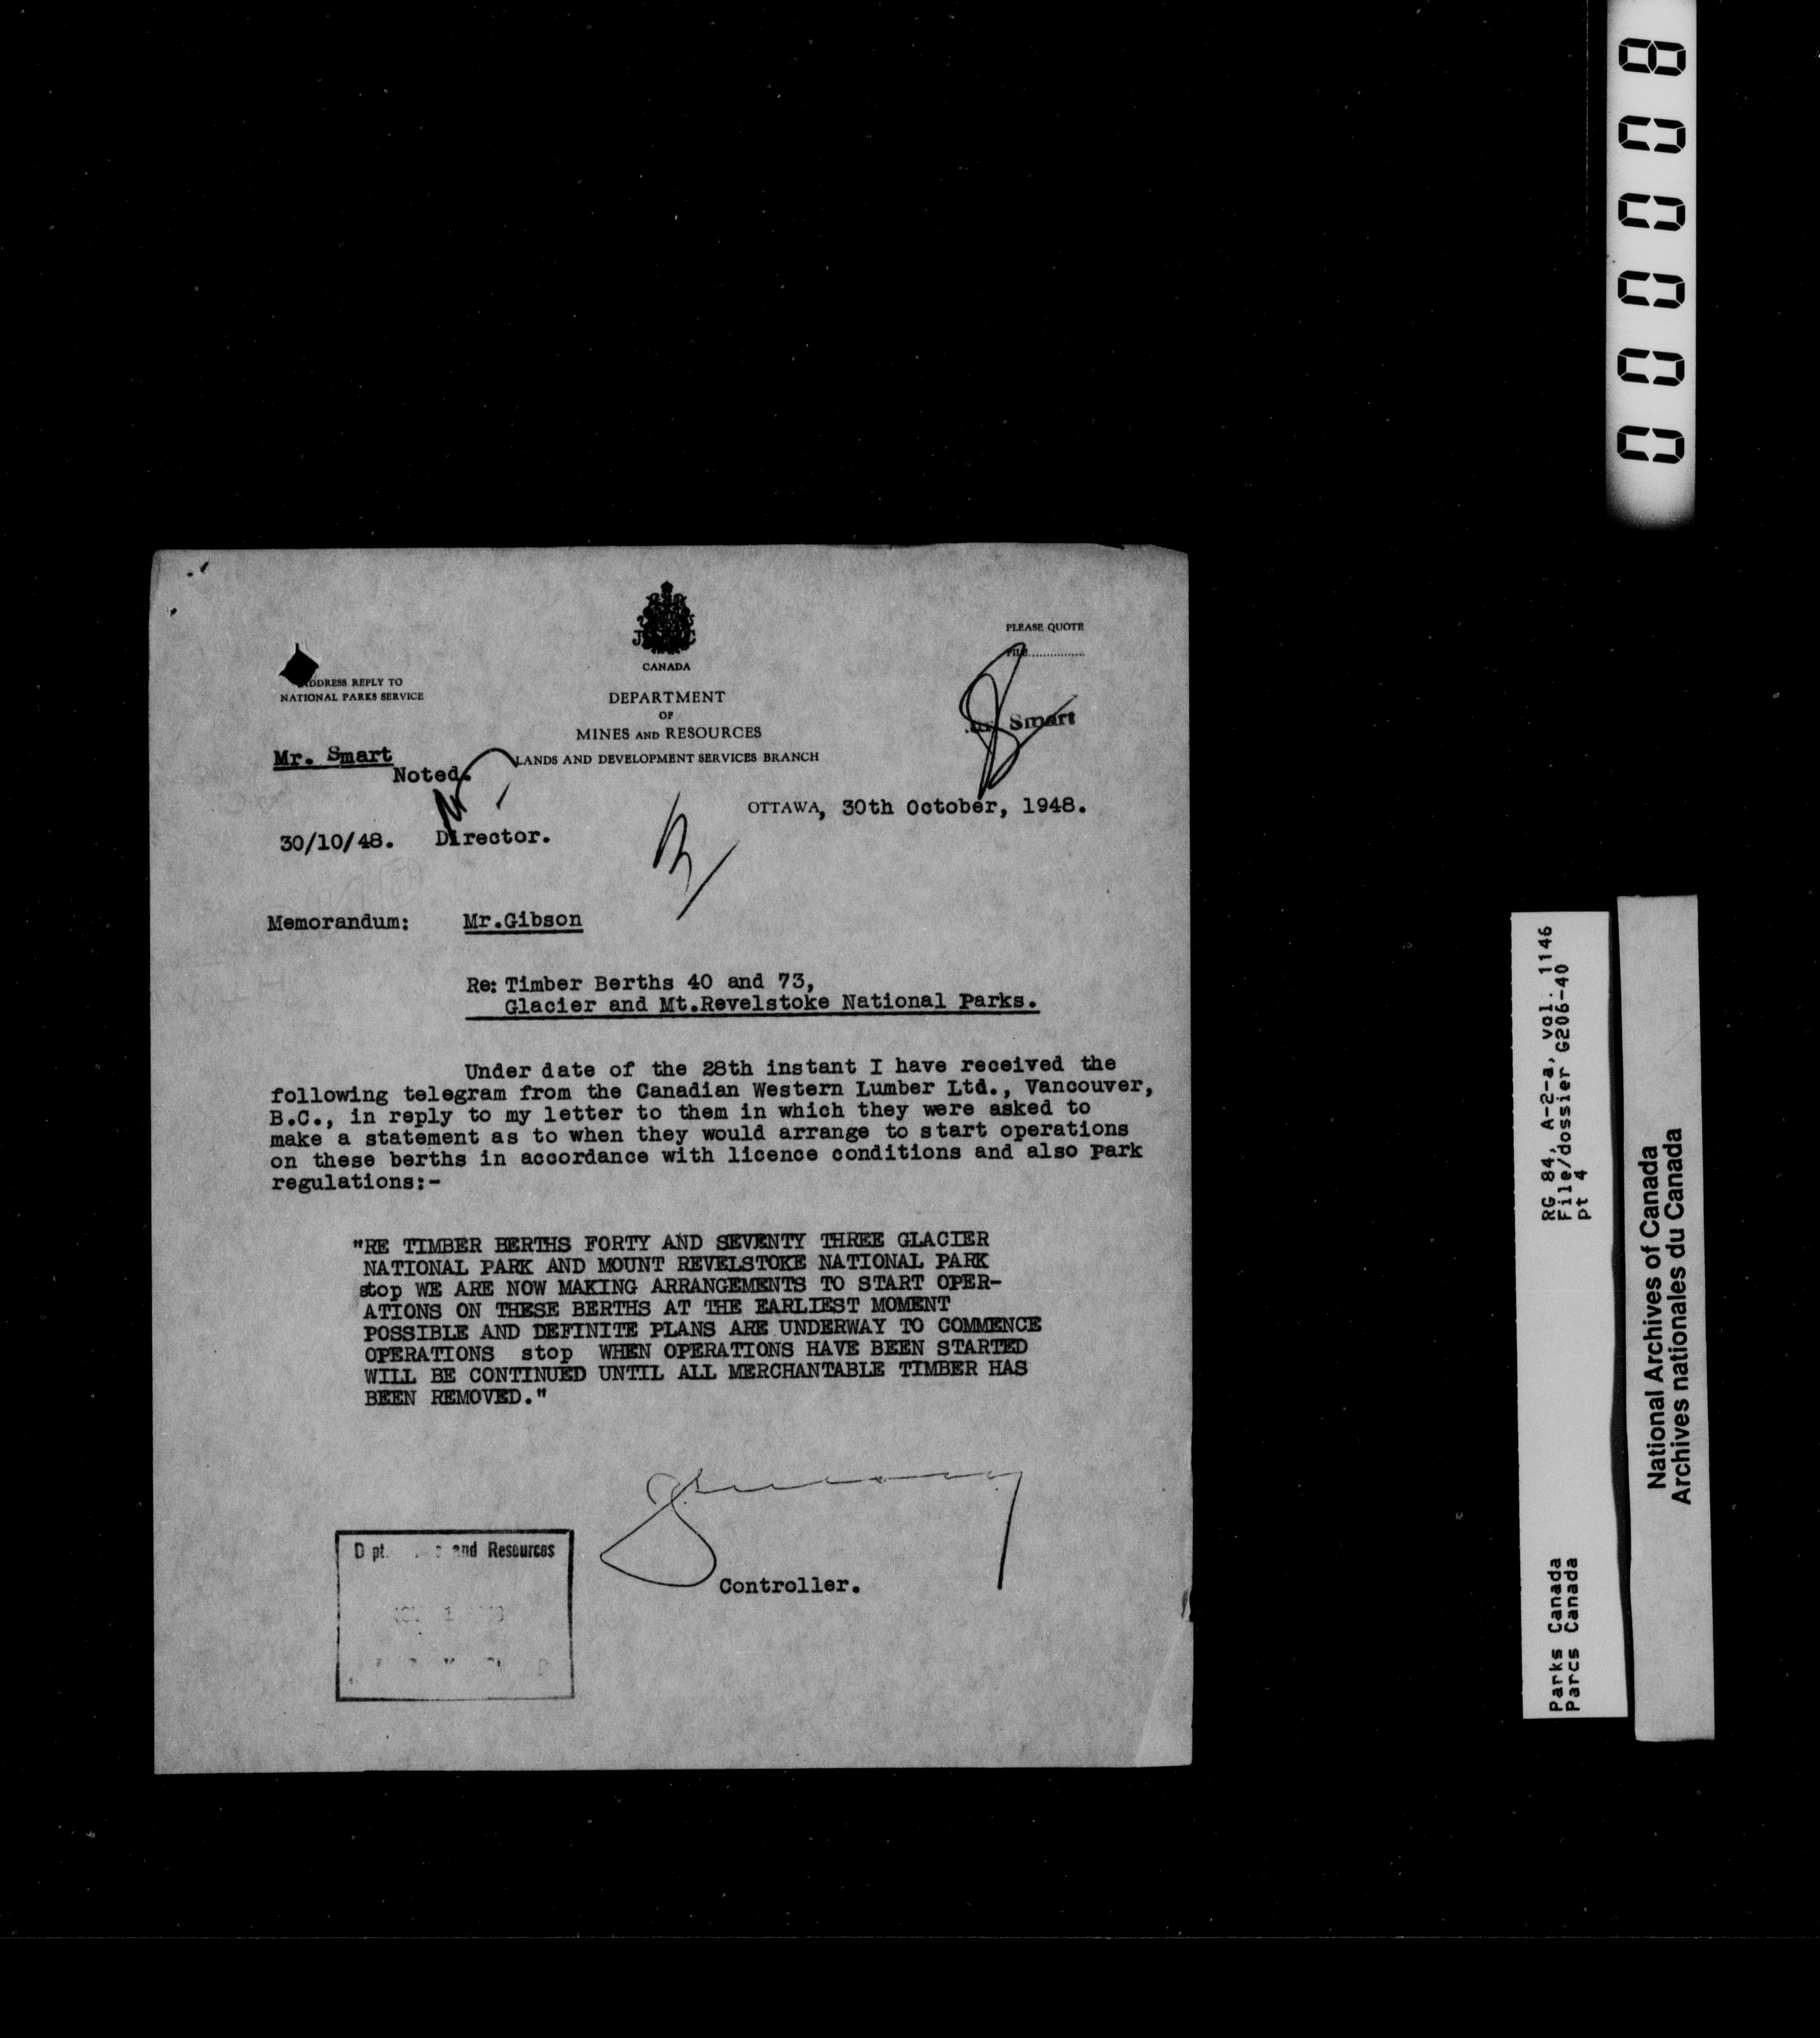 000008
CANADA
DEPARTMENT
OF
MINES AND RESOURCES
LANDS AND DEVELOPMENT SERVICES BRANCH
ADDRESS REPLY TO
NATIONAL PARKS SERVICE
PLEASE QUOTE
FILE...............
Mr. Smart
Mr. Smart
Noted.
30/10/48. Director.
OTTAWA, 30th October, 1948.
Memorandum: Mr.Gibson
Re: Timber Berths 40 and 73,
Glacier and Mt.Revelstoke National Parks.
Under date of the 28th instant I have received the
following telegram from the Canadian Western Lumber Ltd., Vancouver,
B.C., in reply to my letter to them in which they were asked to
make a statement as to when they would arrange to start operations
on these berths in accordance with licence conditions and also Park
regulations:-
"RE TIMBER BERTHS FORTY AND SEVENTY THREE GLACIER
NATIONAL PARK AND MOUNT REVELSTOKE NATIONAL PARK
stop WE ARE NOW MAKING ARRANGEMENTS TO START OPER-
ATIONS ON THESE BERTHS AT THE EARLIEST MOMENT
POSSIBLE AND DEFINITE PLANS ARE UNDERWAY TO COMMENCE
OPERATIONS stop WHEN OPERATIONS HAVE BEEN STARTED
WILL BE CONTINUED UNTIL ALL MERCHANTABLE TIMBER HAS
BEEN REMOVED."
Controller.
and Resources
RG 84, A-2-a, vol. 1146
File/dossier G206-40
pt 4
Parks Canada
Parcs Canada
National Archives of Canada
Archives nationales du Canada